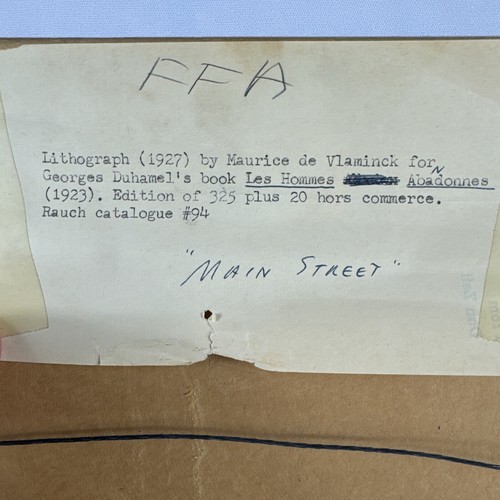 FFA
Lithograph (1927) by Maurice de Vlaminck for
Georges Duhamel's book Les Hommes Abadonnes
N
(1923). Edition of 325 plus 20 hors commerce.
Rauch catalogue #94
"MAIN STREET"